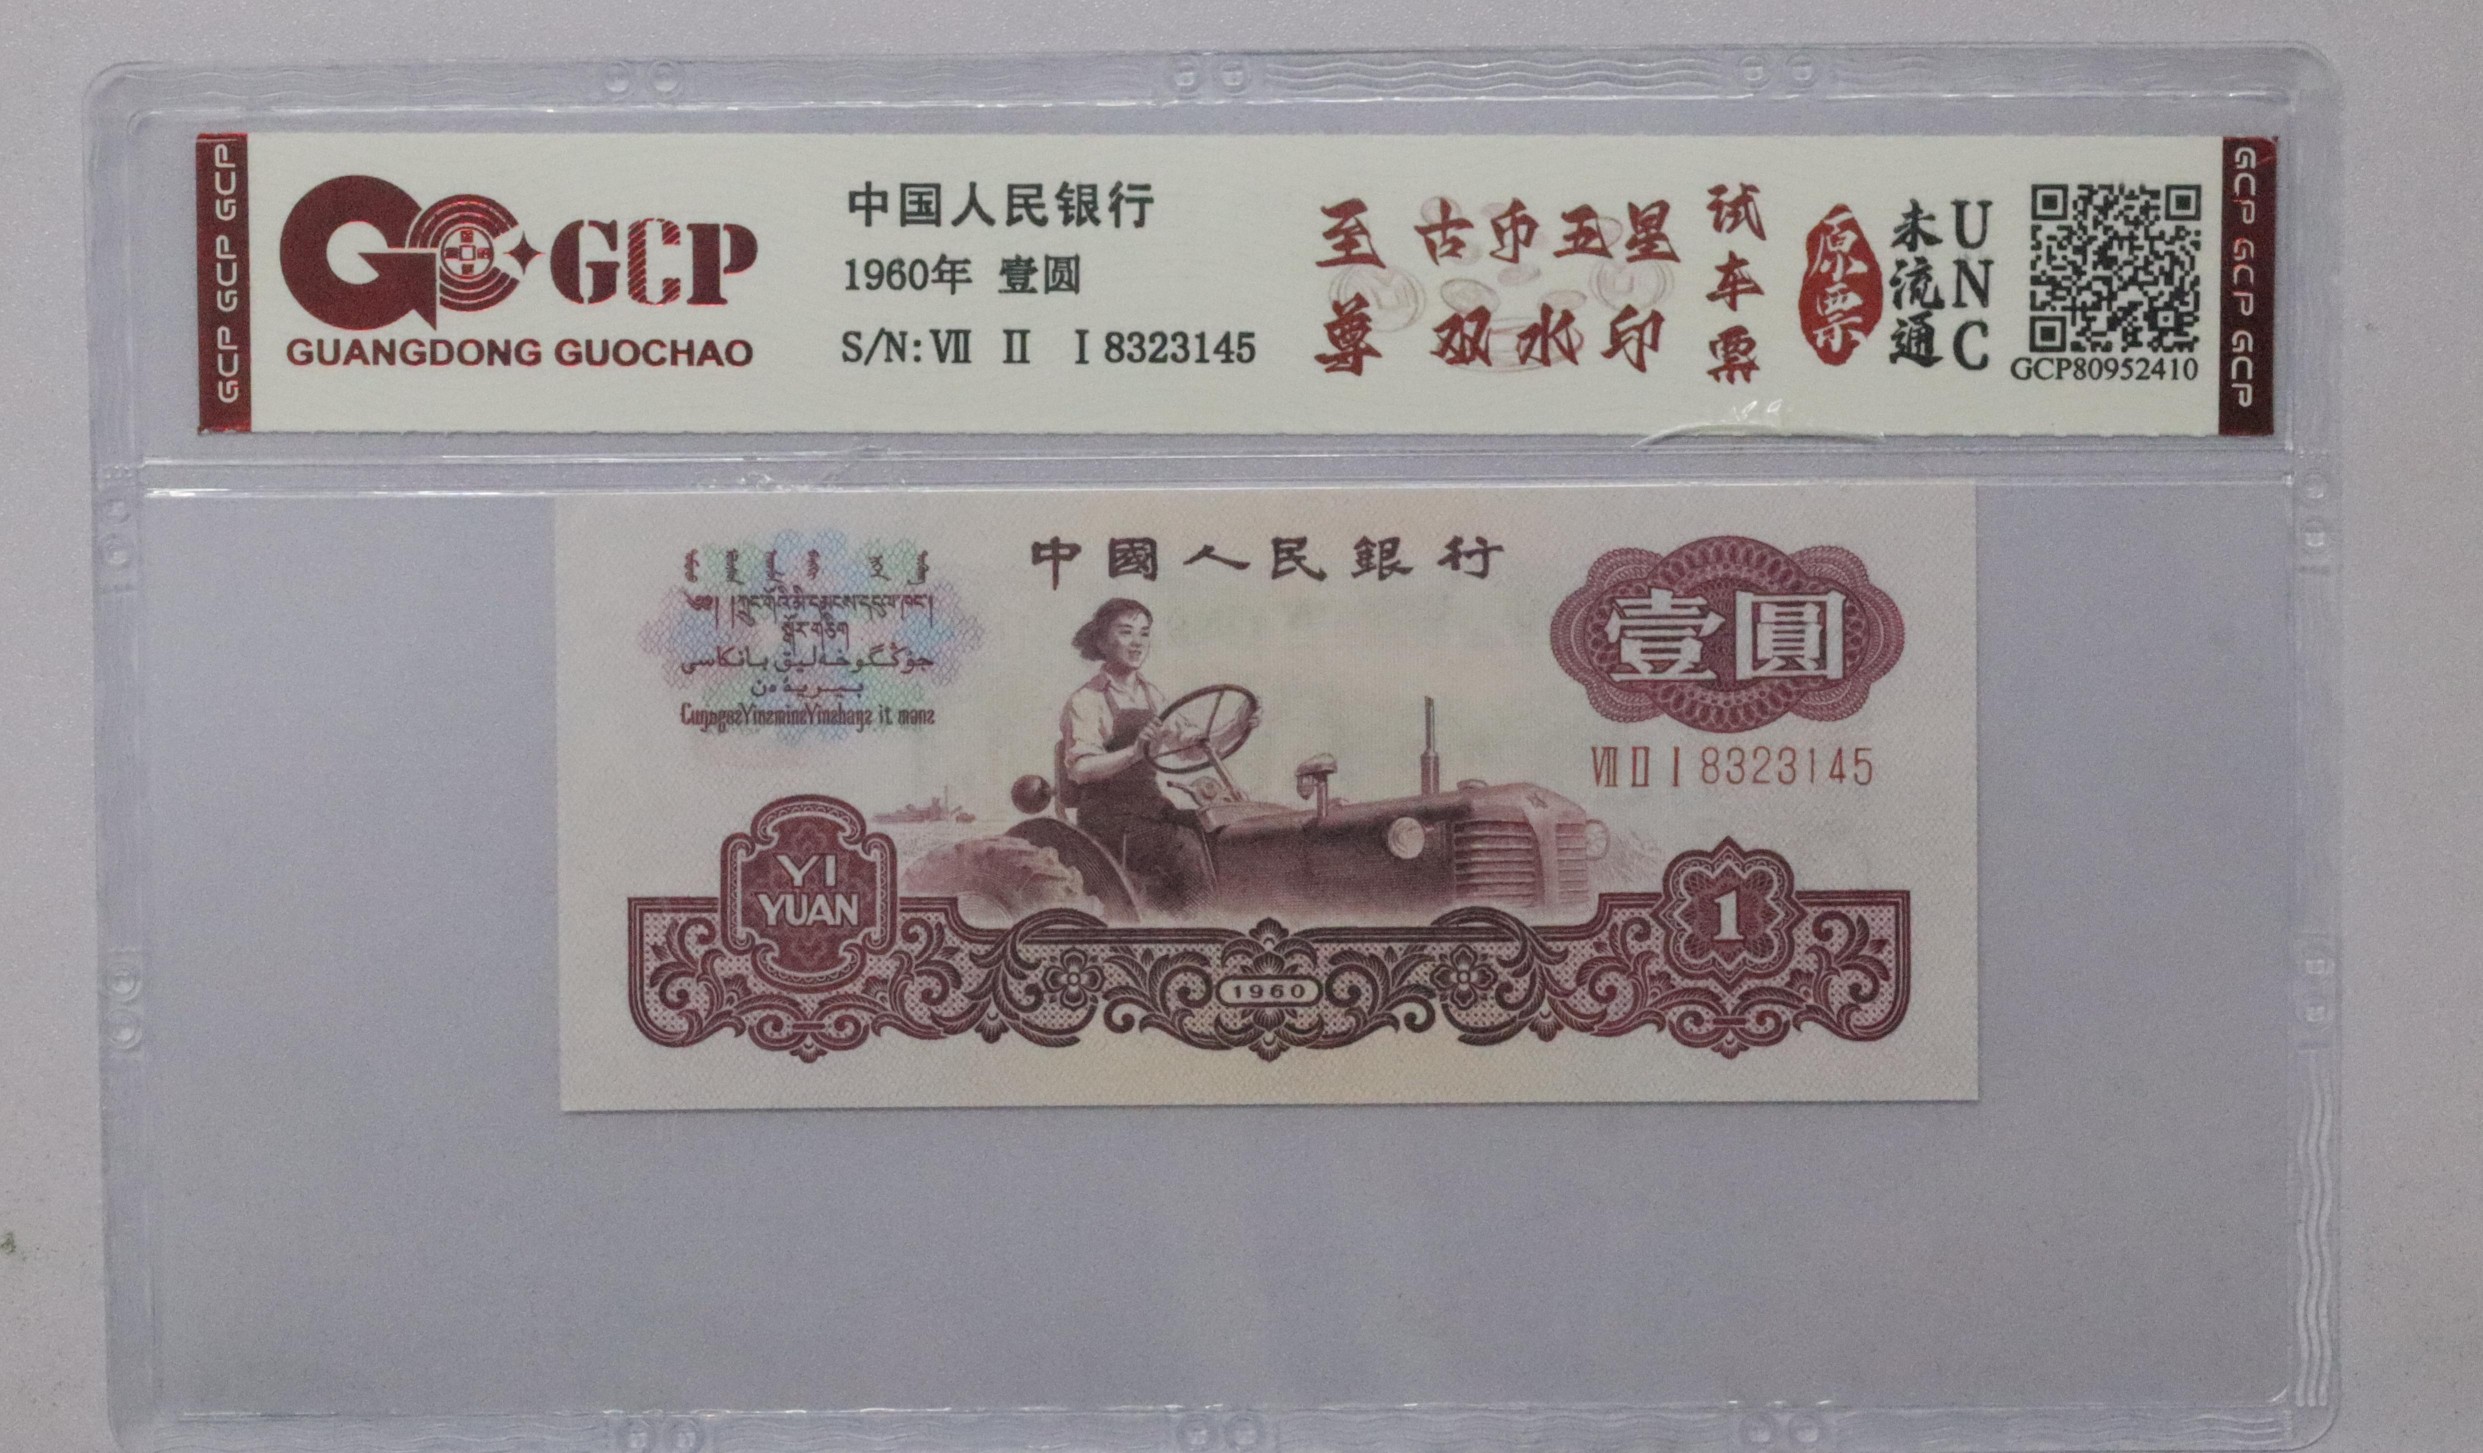 GCP GCP GCP
GCP
GUANGDONG GUOCHAO
中国人民银行
1960年 壹圆
S/N: Ⅶ Ⅱ Ⅰ 8323145
至尊
古币五星
双水印
试车票
原票
未流通
UNC
GCP80952410
GCP GCP GCP
中國人民銀行
壹圓
Ⅶ Ⅱ Ⅰ 8323145
YI
YUAN
1960
1